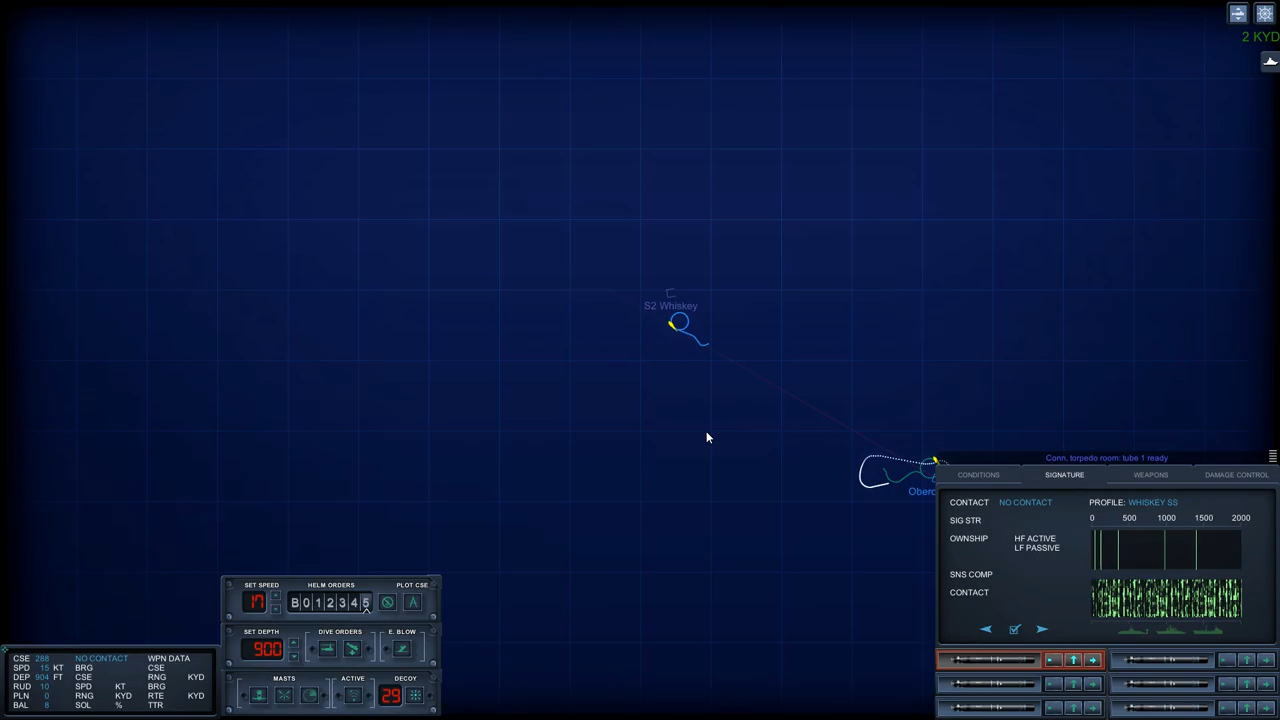 2 KYD
S2 Whiskey
Conn, torpedo room: tube 1 ready
CONDITIONS SIGNATURE WEAPONS DAMAGE CONTROL
CONTACT NO CONTACT PROFILE: WHISKEY SS
SIG STR 0 500 1000 1500 2000
OWNSHIP HF ACTIVE
LF PASSIVE
SNS COMP
CONTACT
SET SPEED HELM ORDERS PLOT CSE
17 B 0 1 2 3 4 5
SET DEPTH DIVE ORDERS E. BLOW
900
MASTS ACTIVE DECOY
29
CSE 288 NO CONTACT WPN DATA
SPD 15 KT BRG CSE
DEP 904 FT CSE RNG KYD
RUD 10 SPD KT BRG
PLN 0 RNG KYD RTE KYD
BAL 8 SOL % TTR